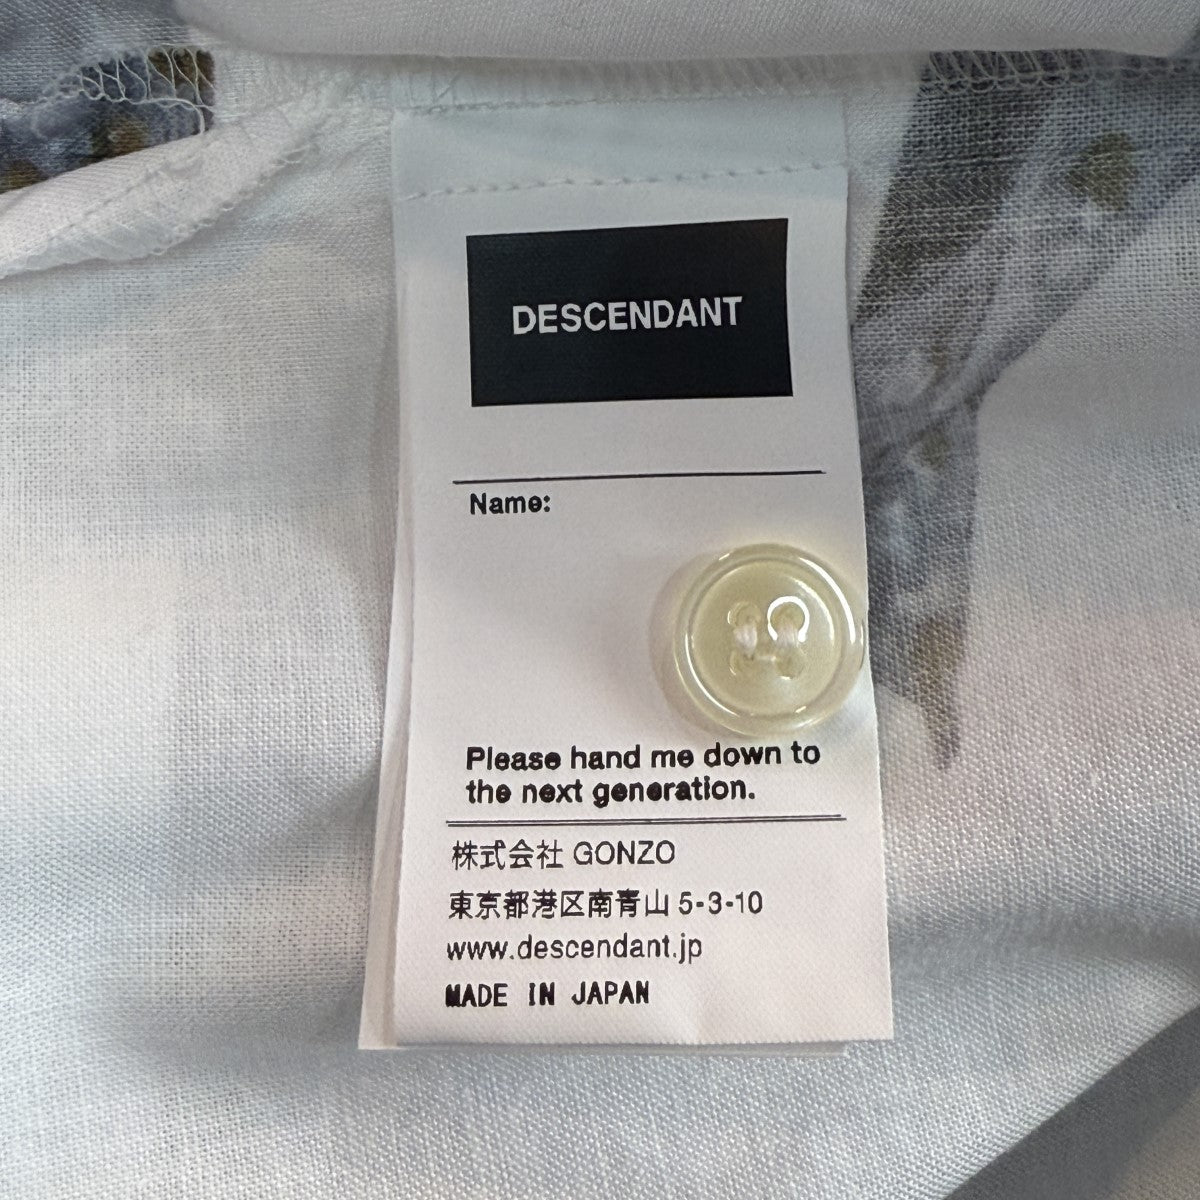 DESCENDANT
Name:
Please hand me down to
the next generation.
株式会社 GONZO
東京都港区南青山 5-3-10
www.descendant.jp
MADE IN JAPAN